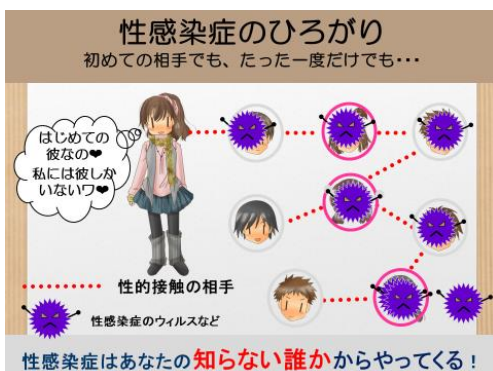 性感染症のひろがり
初めての相手でも、たった一度だけでも・・・
はじめての
彼なの❤
私には彼しか
いないワ❤
性的接触の相手
性感染症のウィルスなど
性感染症はあなたの知らない誰かからやってくる！